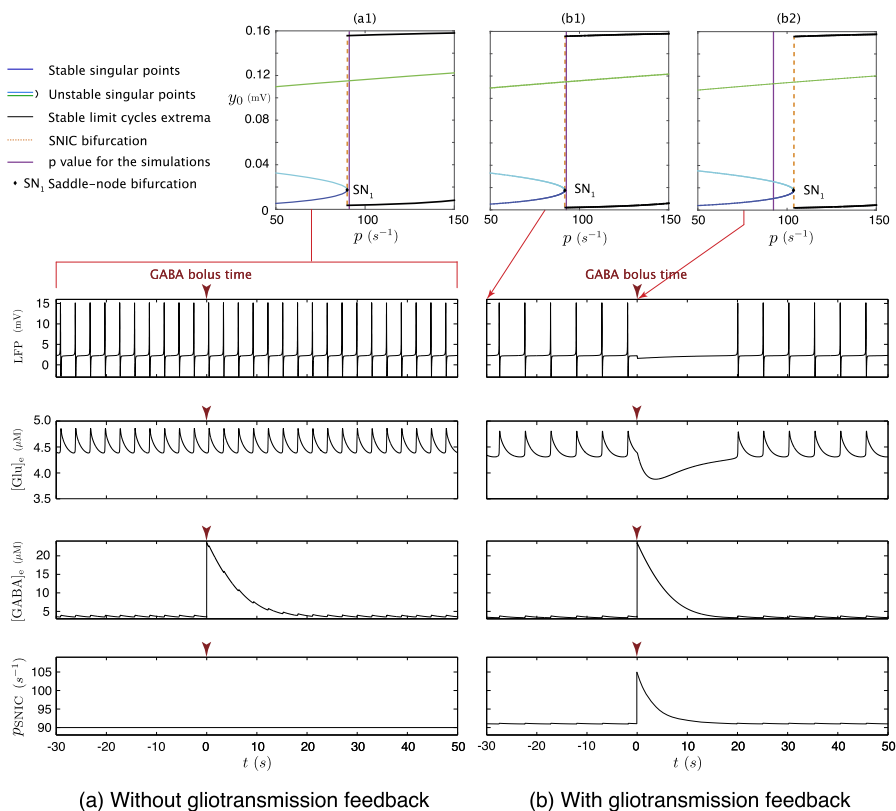 (a1) (b1) (b2)
Stable singular points
Unstable singular points
Stable limit cycles extrema
SNIC bifurcation
p value for the simulations
SN1 Saddle-node bifurcation
0.16
0.12
y0 (mV)
0.08
0.04
0
SN1 SN1 SN1
50 100 150 50 100 150 50 100 150
p (s⁻¹) p (s⁻¹) p (s⁻¹)
GABA bolus time GABA bolus time
LFP (mV)
15
10
5
0
[Glu]e (μM)
5.0
4.5
4.0
3.5
[GABA]e (μM)
20
15
10
5
pSNIC (s⁻¹)
105
100
95
90
-30 -20 -10 0 10 20 30 40 50 -30 -20 -10 0 10 20 30 40 50
t (s) t (s)
(a) Without gliotransmission feedback (b) With gliotransmission feedback